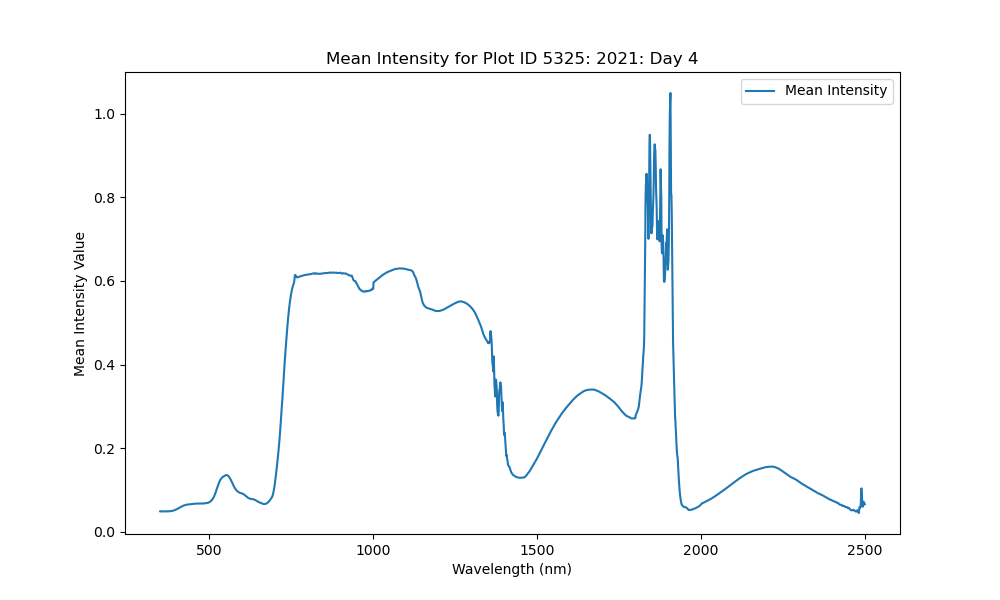 Mean Intensity for Plot ID 5325: 2021: Day 4
Mean Intensity
Mean Intensity Value
1.0
0.8
0.6
0.4
0.2
0.0
500
1000
1500
2000
2500
Wavelength (nm)